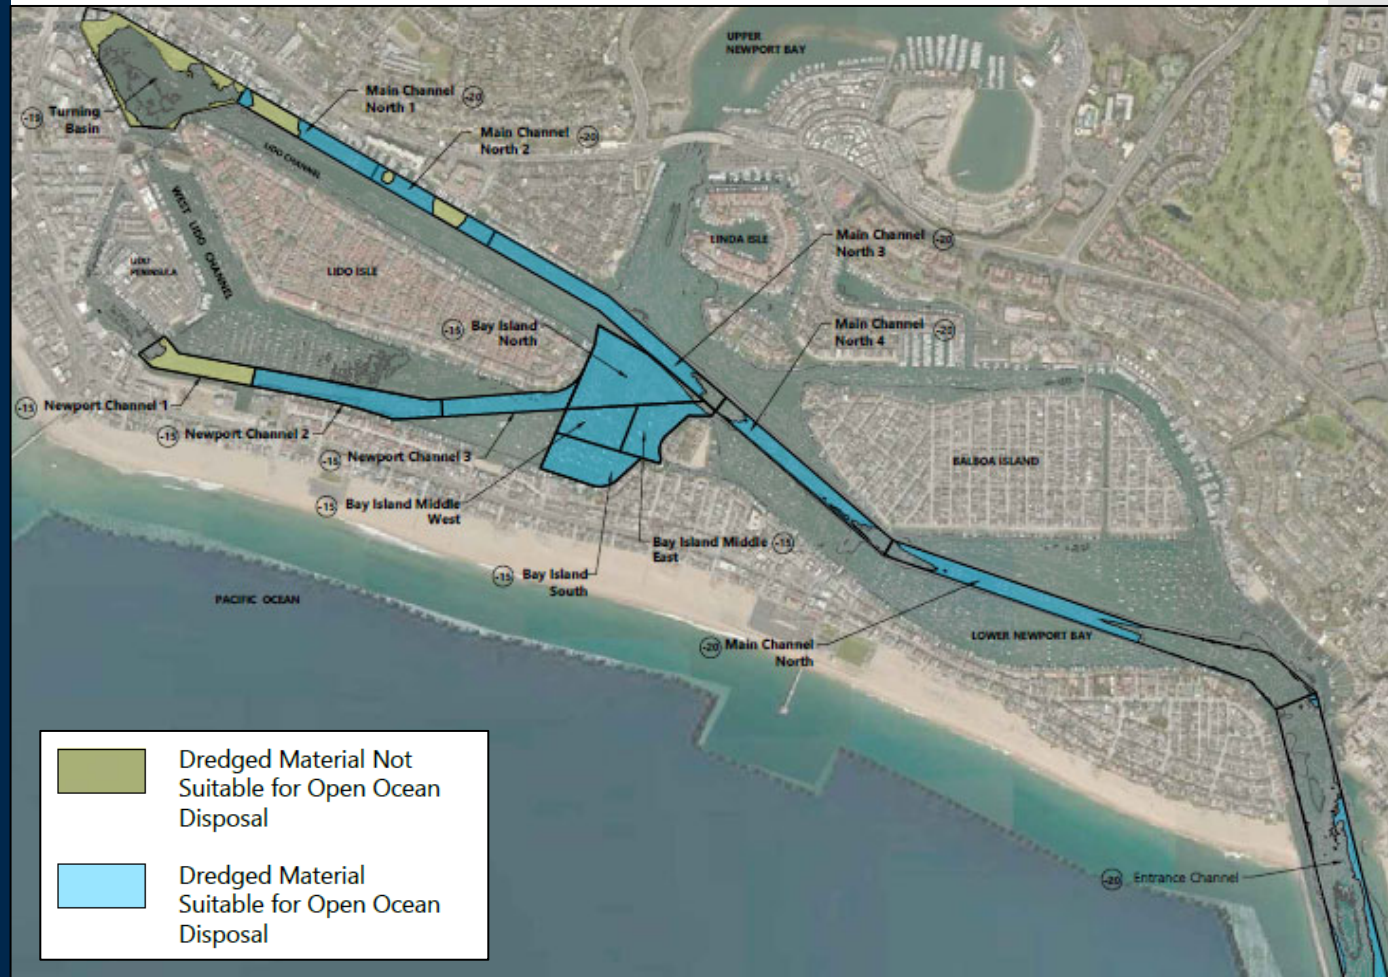 UPPER
NEWPORT BAY
Main Channel
North 1
-20
-15
Turning
Basin
Main Channel
North 2
-20
LIDO CHANNEL
WEST LIDO CHANNEL
LINDA ISLE
Main Channel
North 3
-20
LIDO
PENINSULA
LIDO ISLE
-15
Bay Island
North
Main Channel
North 4
-20
-15
Newport Channel 1
-15
Newport Channel 2
-15
Newport Channel 3
BALBOA ISLAND
-15
Bay Island Middle
West
Bay Island Middle
East
-15
-15
Bay Island
South
PACIFIC OCEAN
-20
Main Channel
North
LOWER NEWPORT BAY
-20
Entrance Channel
Dredged Material Not
Suitable for Open Ocean
Disposal
Dredged Material
Suitable for Open Ocean
Disposal